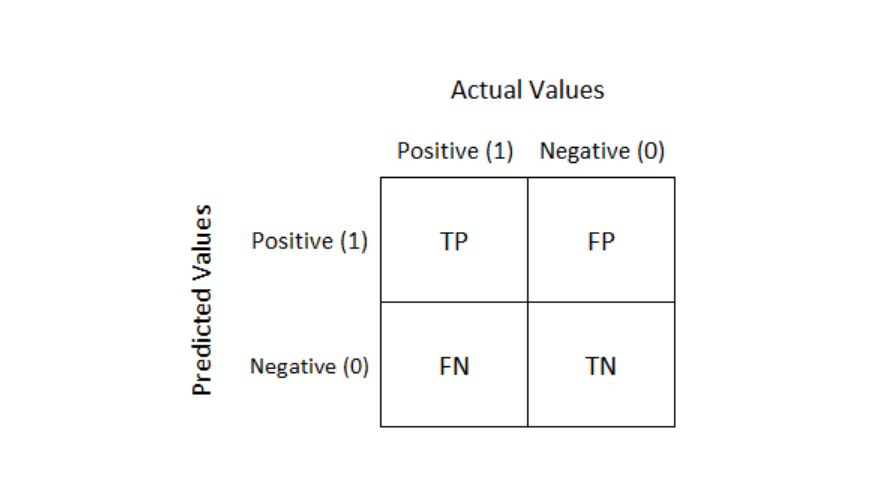 Actual Values
Positive (1) Negative (0)
Predicted Values
Positive (1) TP FP
Negative (0) FN TN